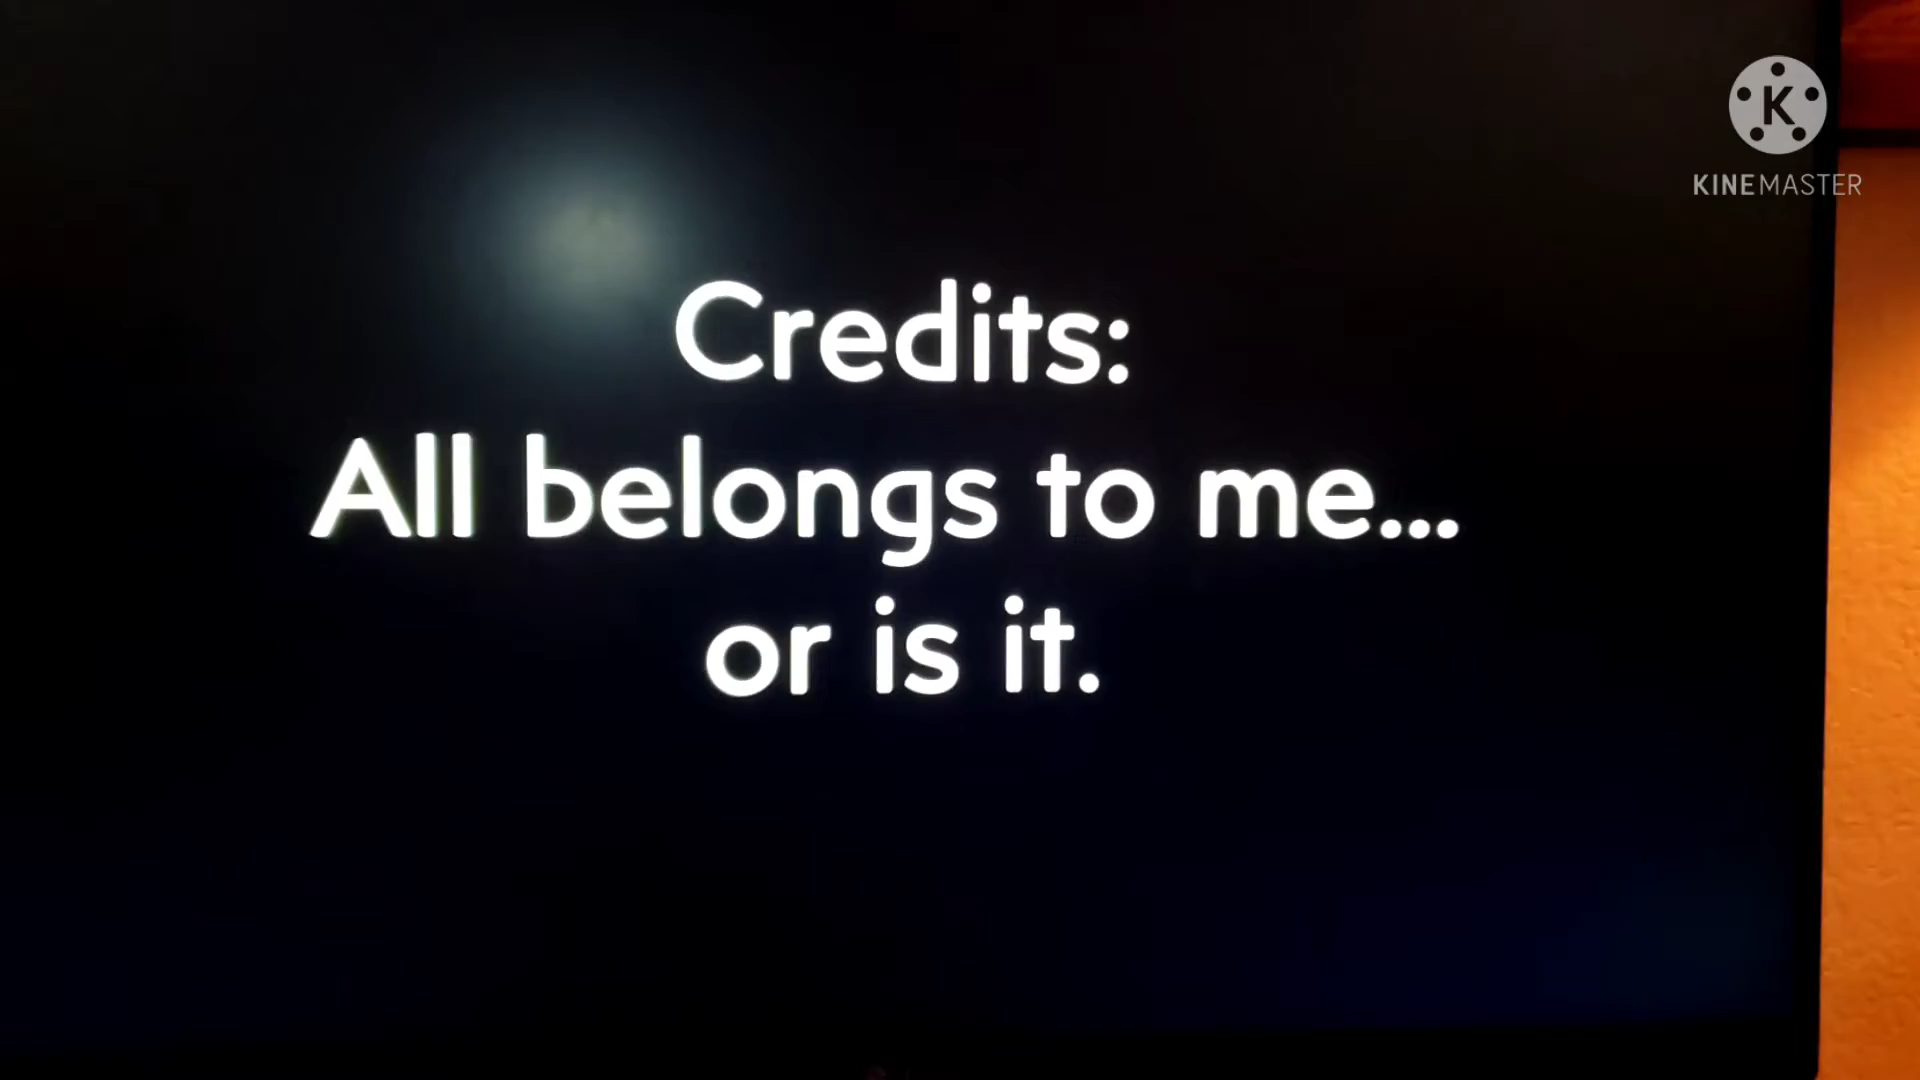 K
KINEMASTER
Credits:
All belongs to me...
or is it.